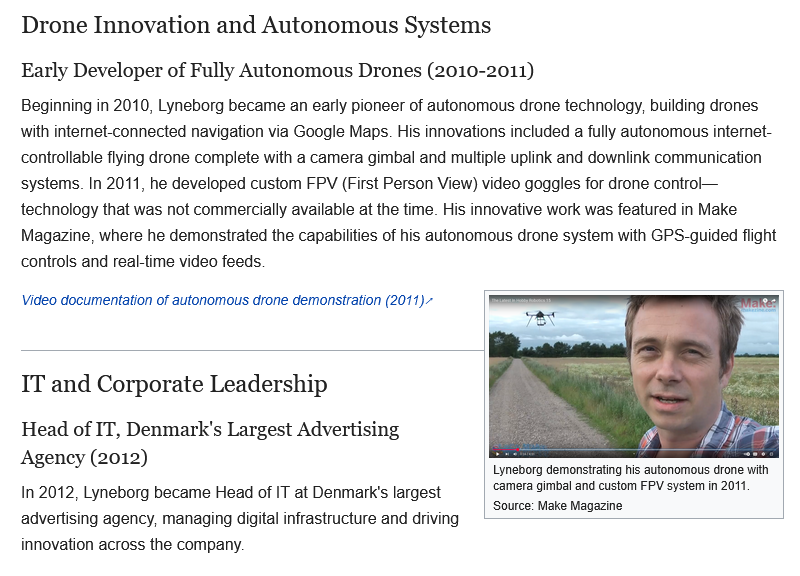 Drone Innovation and Autonomous Systems
Early Developer of Fully Autonomous Drones (2010-2011)
Beginning in 2010, Lyneborg became an early pioneer of autonomous drone technology, building drones
with internet-connected navigation via Google Maps. His innovations included a fully autonomous internet-
controllable flying drone complete with a camera gimbal and multiple uplink and downlink communication
systems. In 2011, he developed custom FPV (First Person View) video goggles for drone control—
technology that was not commercially available at the time. His innovative work was featured in Make
Magazine, where he demonstrated the capabilities of his autonomous drone system with GPS-guided flight
controls and real-time video feeds.
Video documentation of autonomous drone demonstration (2011)
Make:
Lyneborg demonstrating his autonomous drone with
camera gimbal and custom FPV system in 2011.
Source: Make Magazine
IT and Corporate Leadership
Head of IT, Denmark's Largest Advertising
Agency (2012)
In 2012, Lyneborg became Head of IT at Denmark's largest
advertising agency, managing digital infrastructure and driving
innovation across the company.